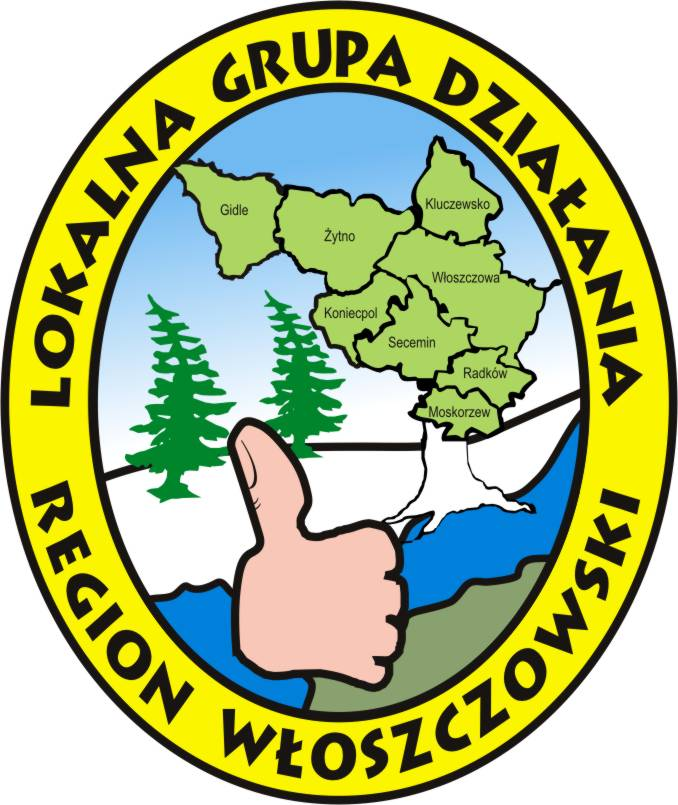 LOKALNA GRUPA DZIAŁANIA
Gidle
Żytno
Kluczewsko
Włoszczowa
Koniecpol
Secemin
Radków
Moskorzew
REGION WŁOSZCZOWSKI